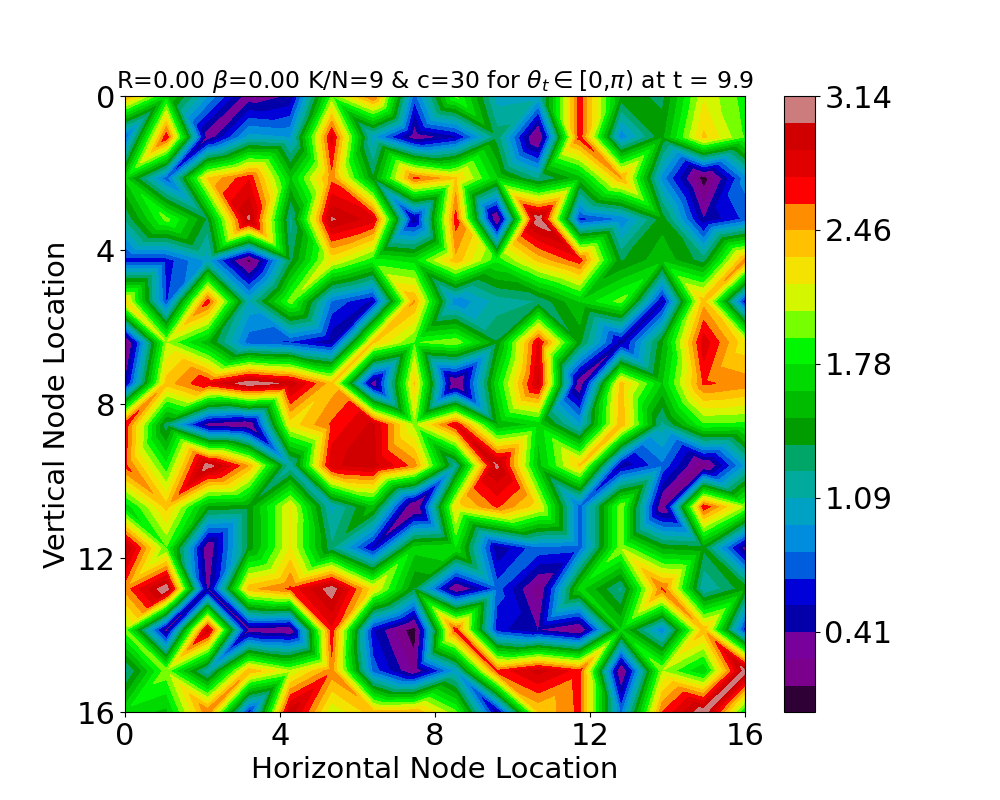 R=0.00 β=0.00 K/N=9 & c=30 for θₜ ∈ [0,π) at t = 9.9
0
4
8
12
16
Vertical Node Location
0 4 8 12 16
Horizontal Node Location
3.14
2.46
1.78
1.09
0.41